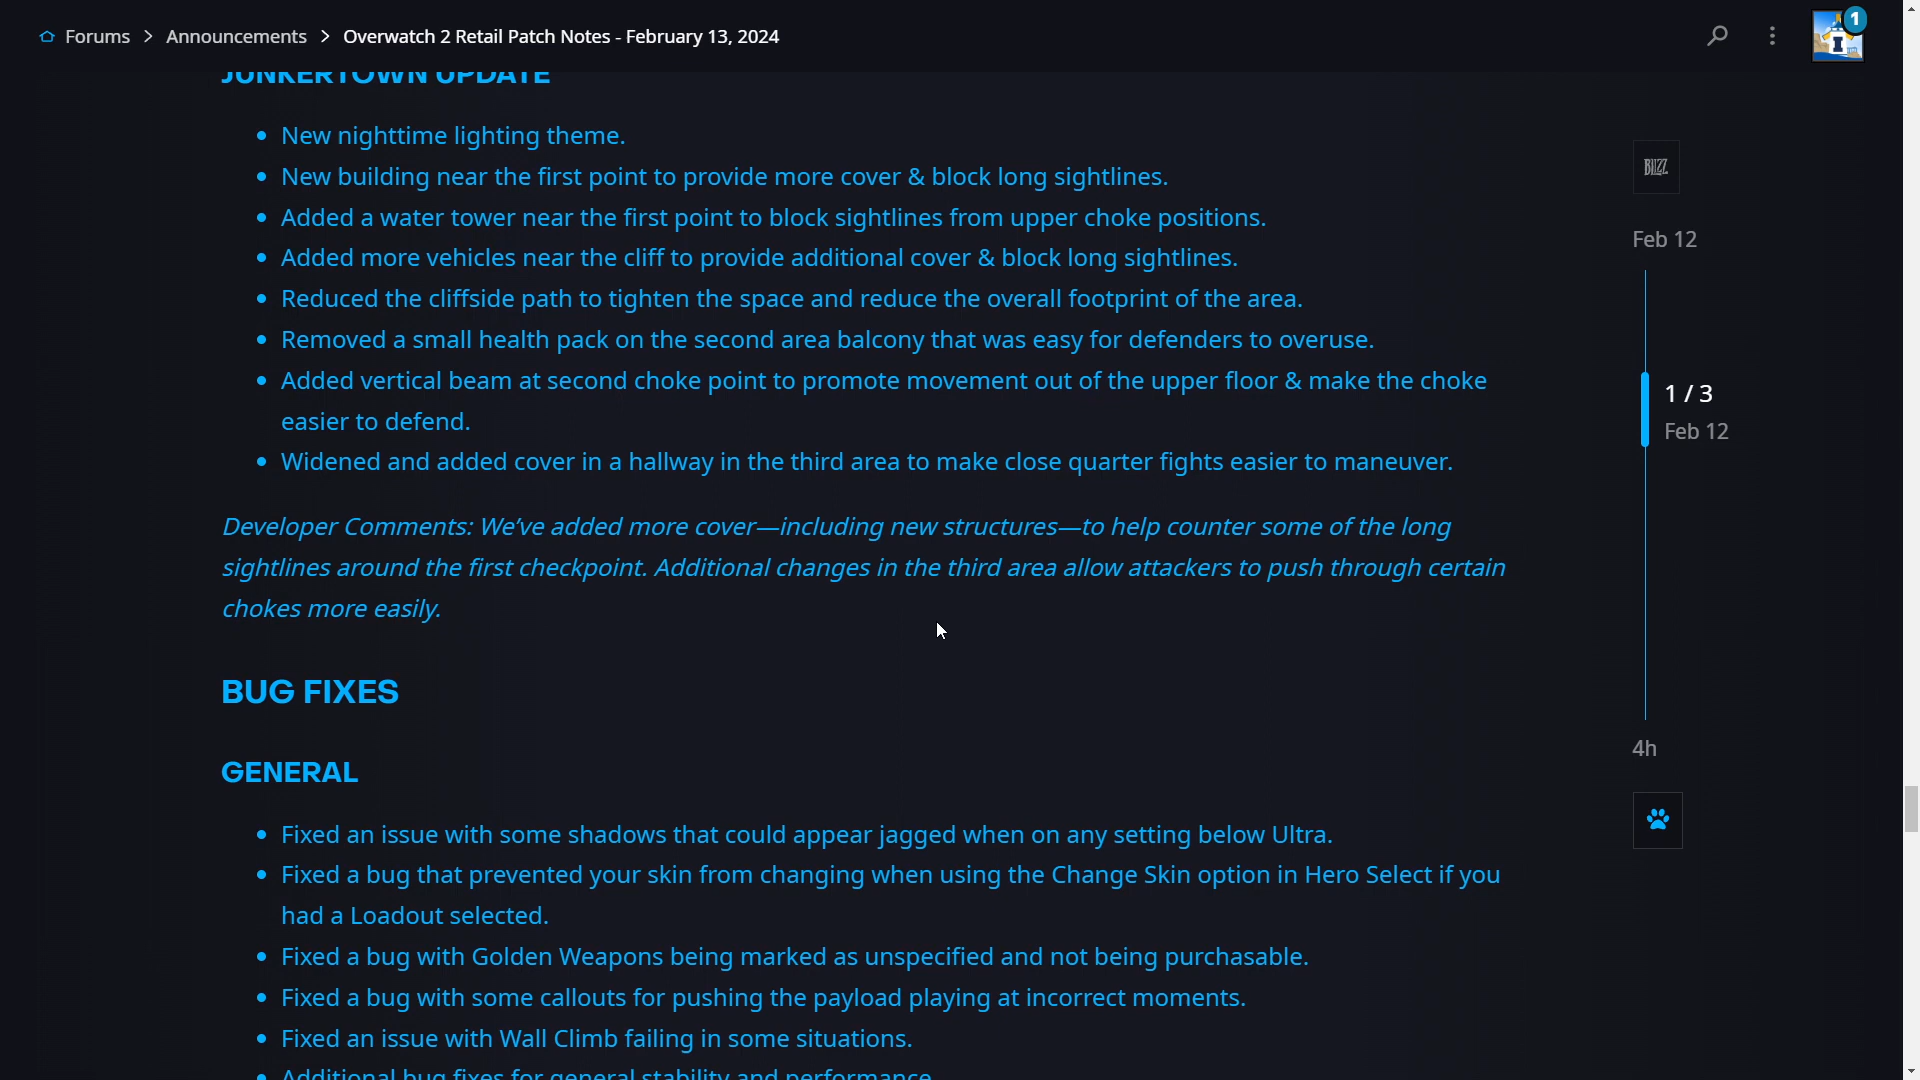 Forums > Announcements > Overwatch 2 Retail Patch Notes - February 13, 2024
1
JUNKERTOWN UPDATE
• New nighttime lighting theme.
• New building near the first point to provide more cover & block long sightlines.
• Added a water tower near the first point to block sightlines from upper choke positions.
• Added more vehicles near the cliff to provide additional cover & block long sightlines.
• Reduced the cliffside path to tighten the space and reduce the overall footprint of the area.
• Removed a small health pack on the second area balcony that was easy for defenders to overuse.
• Added vertical beam at second choke point to promote movement out of the upper floor & make the choke
easier to defend.
• Widened and added cover in a hallway in the third area to make close quarter fights easier to maneuver.
Developer Comments: We’ve added more cover—including new structures—to help counter some of the long
sightlines around the first checkpoint. Additional changes in the third area allow attackers to push through certain
chokes more easily.
BUG FIXES
GENERAL
• Fixed an issue with some shadows that could appear jagged when on any setting below Ultra.
• Fixed a bug that prevented your skin from changing when using the Change Skin option in Hero Select if you
had a Loadout selected.
• Fixed a bug with Golden Weapons being marked as unspecified and not being purchasable.
• Fixed a bug with some callouts for pushing the payload playing at incorrect moments.
• Fixed an issue with Wall Climb failing in some situations.
• Additional bug fixes for general stability and performance.
BLIZZ
Feb 12
1 / 3
Feb 12
4h